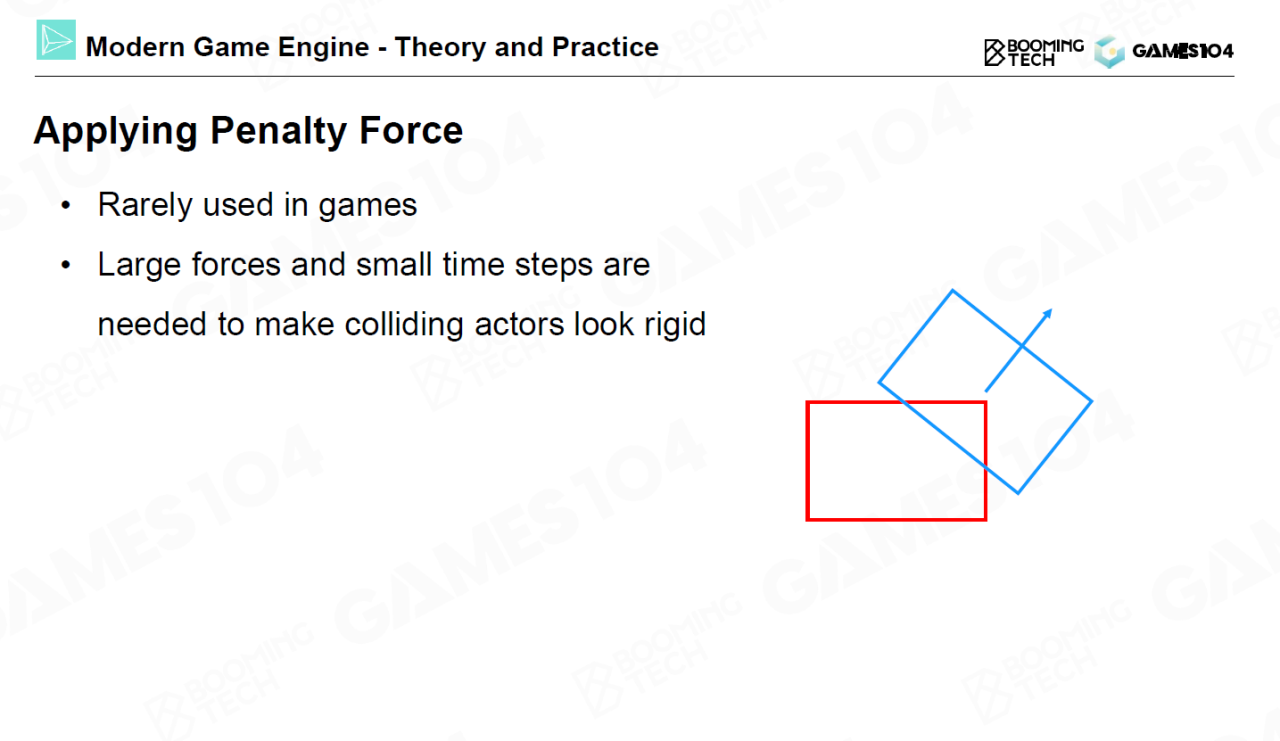 Modern Game Engine - Theory and Practice
BOOMING
TECH
GAMES104
Applying Penalty Force
• Rarely used in games
• Large forces and small time steps are
needed to make colliding actors look rigid